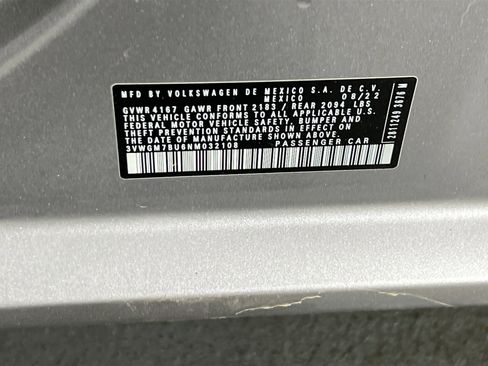 MFD BY VOLKSWAGEN DE MEXICO S.A. DE C.V.
MEXICO 08/22
GVWR 4167 GAWR FRONT 2183 / REAR 2094 LBS
THIS VEHICLE CONFORMS TO ALL APPLICABLE U.S.
FEDERAL MOTOR VEHICLE SAFETY, BUMPER AND
THEFT PREVENTION STANDARDS IN EFFECT ON
THE DATE OF MANUFACTURE SHOWN ABOVE.
3VWGM7BU6NM032108 PASSENGER CAR
2811249 3676 M